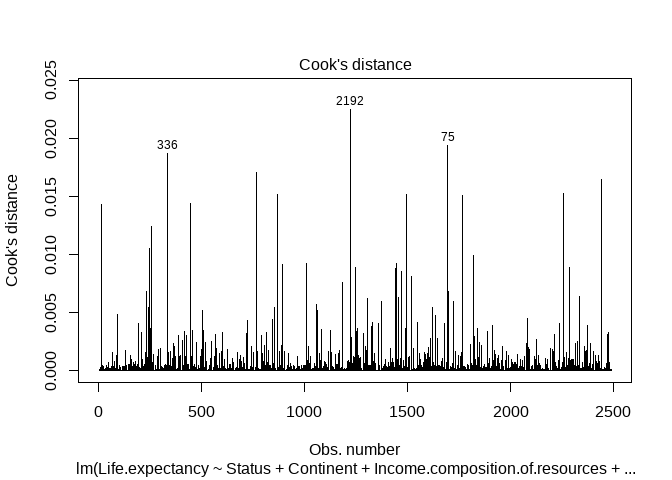 Cook's distance
2192
336
75
Cook's distance
0.025
0.020
0.015
0.010
0.005
0.000
0 500 1000 1500 2000 2500
Obs. number
lm(Life.expectancy ~ Status + Continent + Income.composition.of.resources + ...